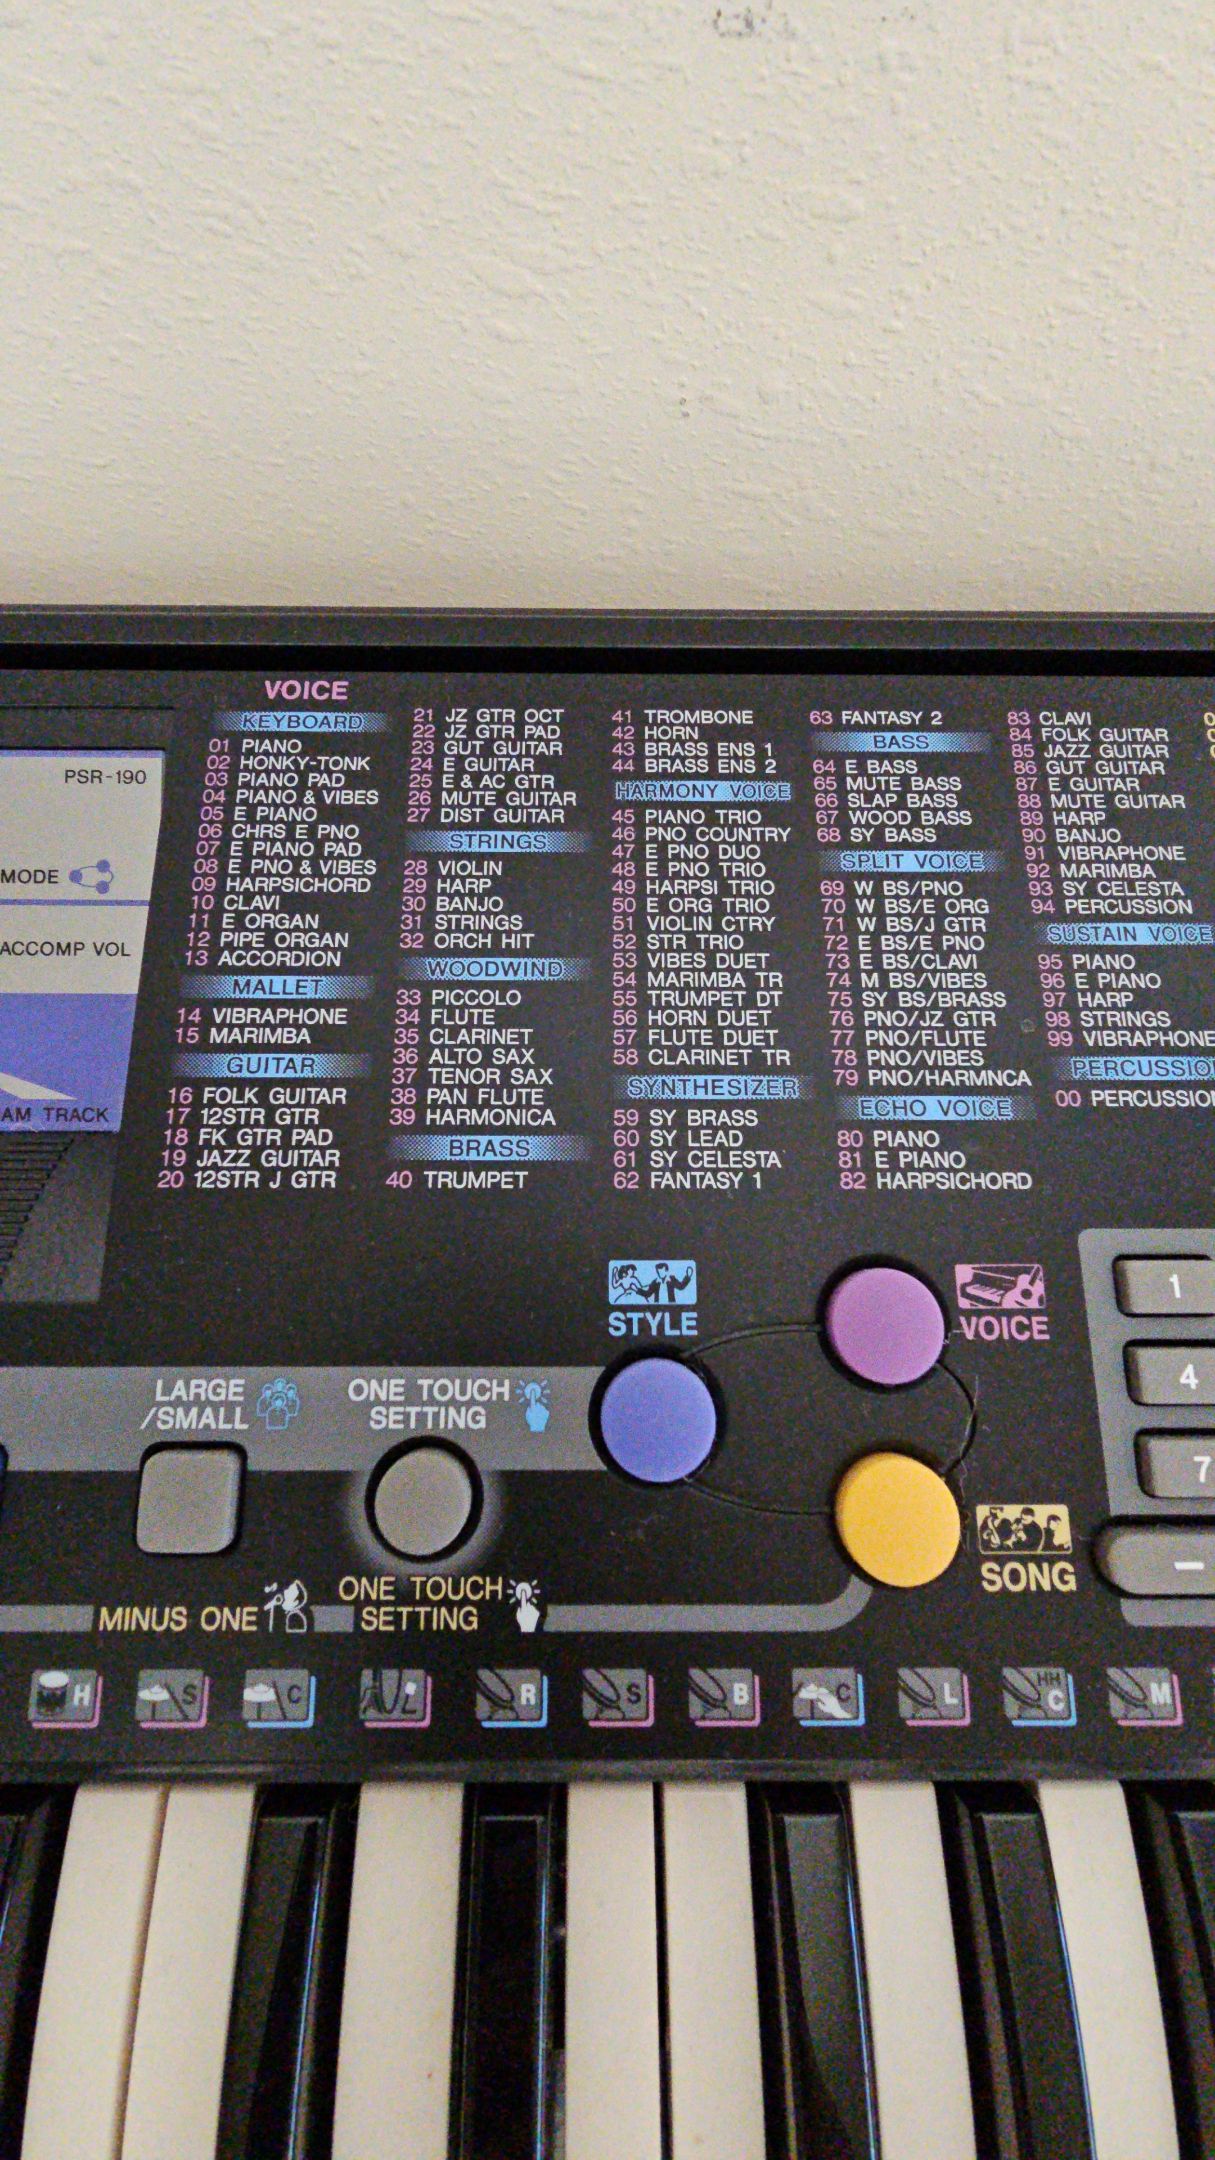 PSR-190
MODE
ACCOMP VOL
AM TRACK
VOICE
KEYBOARD
01 PIANO
02 HONKY-TONK
03 PIANO PAD
04 PIANO & VIBES
05 E PIANO
06 CHRS E PNO
07 E PIANO PAD
08 E PNO & VIBES
09 HARPSICHORD
10 CLAVI
11 E ORGAN
12 PIPE ORGAN
13 ACCORDION
MALLET
14 VIBRAPHONE
15 MARIMBA
GUITAR
16 FOLK GUITAR
17 12STR GTR
18 FK GTR PAD
19 JAZZ GUITAR
20 12STR J GTR
21 JZ GTR OCT
22 JZ GTR PAD
23 GUT GUITAR
24 E GUITAR
25 E & AC GTR
26 MUTE GUITAR
27 DIST GUITAR
STRINGS
28 VIOLIN
29 HARP
30 BANJO
31 STRINGS
32 ORCH HIT
WOODWIND
33 PICCOLO
34 FLUTE
35 CLARINET
36 ALTO SAX
37 TENOR SAX
38 PAN FLUTE
39 HARMONICA
BRASS
40 TRUMPET
41 TROMBONE
42 HORN
43 BRASS ENS 1
44 BRASS ENS 2
HARMONY VOICE
45 PIANO TRIO
46 PNO COUNTRY
47 E PNO DUO
48 E PNO TRIO
49 HARPSI TRIO
50 E ORG TRIO
51 VIOLIN CTRY
52 STR TRIO
53 VIBES DUET
54 MARIMBA TR
55 TRUMPET DT
56 HORN DUET
57 FLUTE DUET
58 CLARINET TR
SYNTHESIZER
59 SY BRASS
60 SY LEAD
61 SY CELESTA
62 FANTASY 1
63 FANTASY 2
BASS
64 E BASS
65 MUTE BASS
66 SLAP BASS
67 WOOD BASS
68 SY BASS
SPLIT VOICE
69 W BS/PNO
70 W BS/E ORG
71 W BS/J GTR
72 E BS/E PNO
73 E BS/CLAVI
74 M BS/VIBES
75 SY BS/BRASS
76 PNO/JZ GTR
77 PNO/FLUTE
78 PNO/VIBES
79 PNO/HARMNCA
ECHO VOICE
80 PIANO
81 E PIANO
82 HARPSICHORD
83 CLAVI
84 FOLK GUITAR
85 JAZZ GUITAR
86 GUT GUITAR
87 E GUITAR
88 MUTE GUITAR
89 HARP
90 BANJO
91 VIBRAPHONE
92 MARIMBA
93 SY CELESTA
94 PERCUSSION
SUSTAIN VOICE
95 PIANO
96 E PIANO
97 HARP
98 STRINGS
99 VIBRAPHONE
PERCUSSIO
00 PERCUSSIO
STYLE
VOICE
1
LARGE
/SMALL
ONE TOUCH
SETTING
4
7
SONG
−
MINUS ONE
ONE TOUCH
SETTING
H
S
C
R
S
B
C
L
HH
C
M